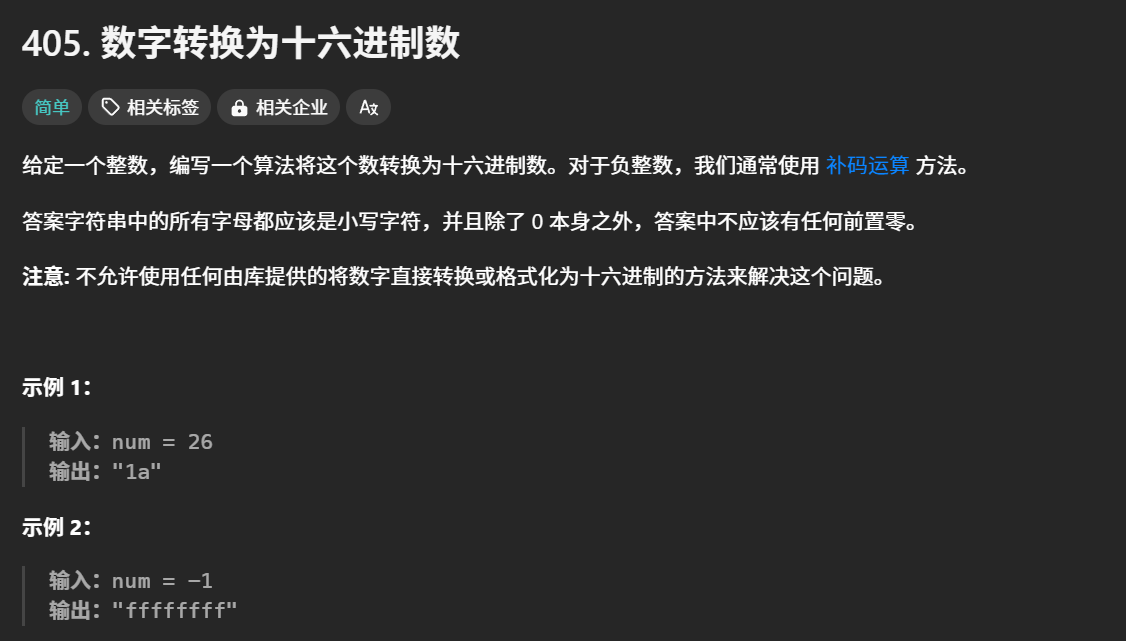 405. 数字转换为十六进制数
简单 相关标签 相关企业 A文
给定一个整数，编写一个算法将这个数转换为十六进制数。对于负整数，我们通常使用 补码运算 方法。
答案字符串中的所有字母都应该是小写字符，并且除了 0 本身之外，答案中不应该有任何前置零。
注意: 不允许使用任何由库提供的将数字直接转换或格式化为十六进制的方法来解决这个问题。
示例 1：
输入：num = 26
输出："1a"
示例 2：
输入：num = -1
输出："ffffffff"